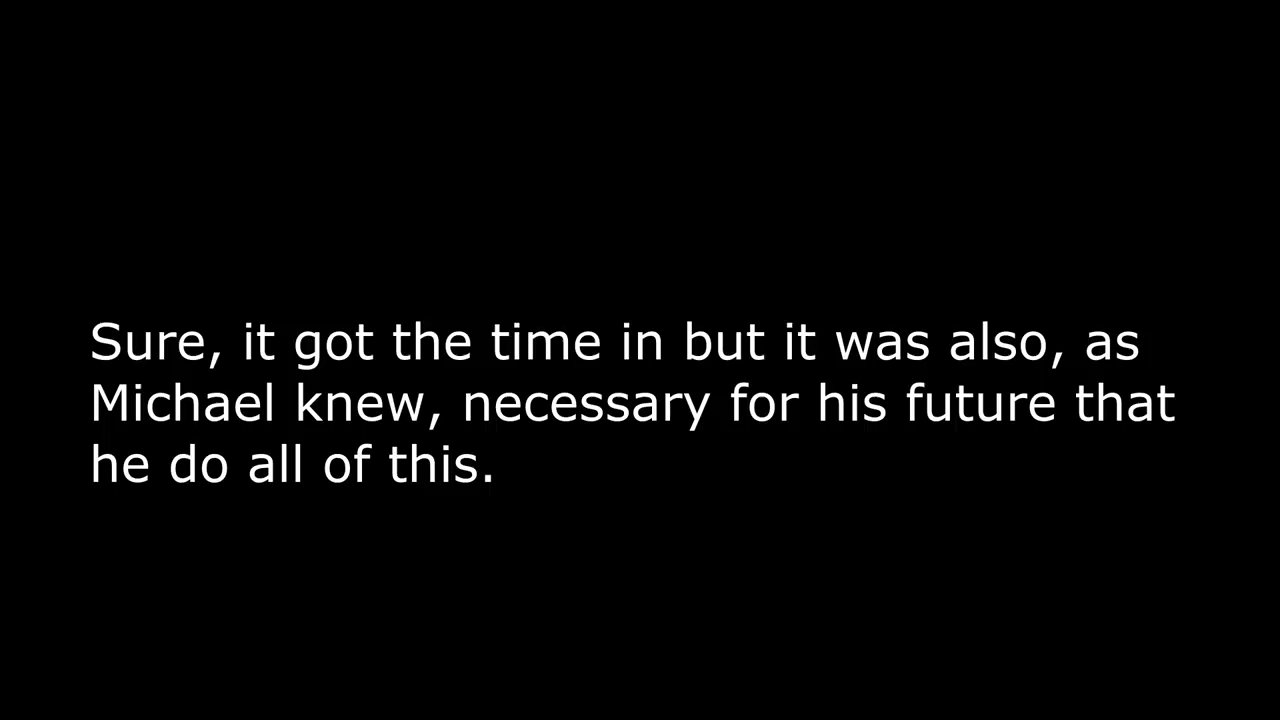 Sure, it got the time in but it was also, as
Michael knew, necessary for his future that
he do all of this.